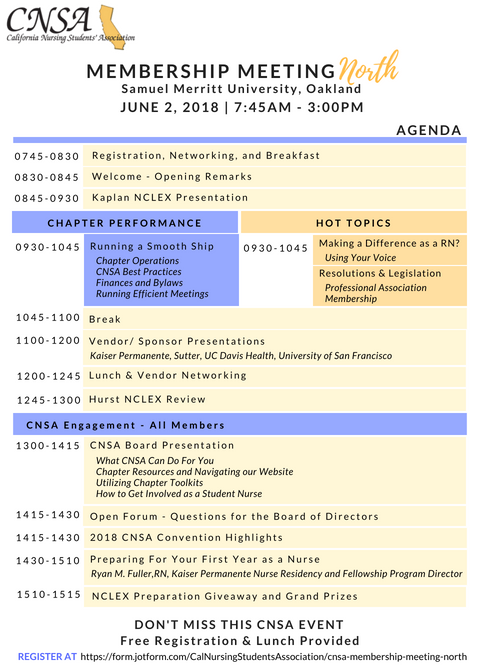 CNSA
California Nursing Students' Association
MEMBERSHIP MEETING North
Samuel Merritt University, Oakland
JUNE 2, 2018 | 7:45AM - 3:00PM
AGENDA
0745-0830 Registration, Networking, and Breakfast
0830-0845 Welcome - Opening Remarks
0845-0930 Kaplan NCLEX Presentation
CHAPTER PERFORMANCE
0930-1045 Running a Smooth Ship
Chapter Operations
CNSA Best Practices
Finances and Bylaws
Running Efficient Meetings
HOT TOPICS
0930-1045 Making a Difference as a RN?
Using Your Voice
Resolutions & Legislation
Professional Association
Membership
1045-1100 Break
1100-1200 Vendor/ Sponsor Presentations
Kaiser Permanente, Sutter, UC Davis Health, University of San Francisco
1200-1245 Lunch & Vendor Networking
1245-1300 Hurst NCLEX Review
CNSA Engagement - All Members
1300-1415 CNSA Board Presentation
What CNSA Can Do For You
Chapter Resources and Navigating our Website
Utilizing Chapter Toolkits
How to Get Involved as a Student Nurse
1415-1430 Open Forum - Questions for the Board of Directors
1415-1430 2018 CNSA Convention Highlights
1430-1510 Preparing For Your First Year as a Nurse
Ryan M. Fuller,RN, Kaiser Permanente Nurse Residency and Fellowship Program Director
1510-1515 NCLEX Preparation Giveaway and Grand Prizes
DON'T MISS THIS CNSA EVENT
Free Registration & Lunch Provided
REGISTER AT https://form.jotform.com/CalNursingStudentsAssociation/cnsa-membership-meeting-north